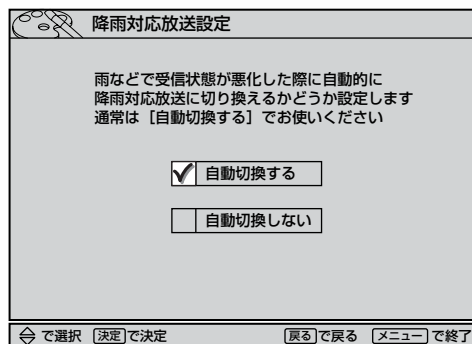 降雨対応放送設定
雨などで受信状態が悪化した際に自動的に
降雨対応放送に切り換えるかどうか設定します
通常は［自動切換する］でお使いください
自動切換する
自動切換しない
で選択 決定で決定 戻るで戻る メニューで終了